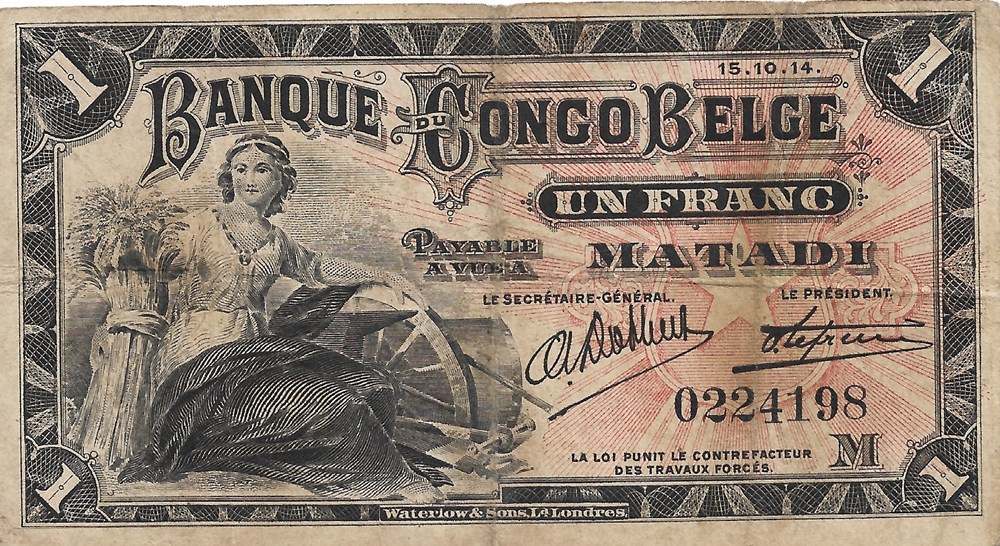 1
1
15.10.14.
BANQUE DU CONGO BELGE
UN FRANC
PAYABLE
A VUE A
MATADI
LE SECRÉTAIRE-GÉNÉRAL.
LE PRÉSIDENT.
0224198
M
LA LOI PUNIT LE CONTREFACTEUR
DES TRAVAUX FORCÉS.
1
1
Waterlow & Sons, Ld. Londres.